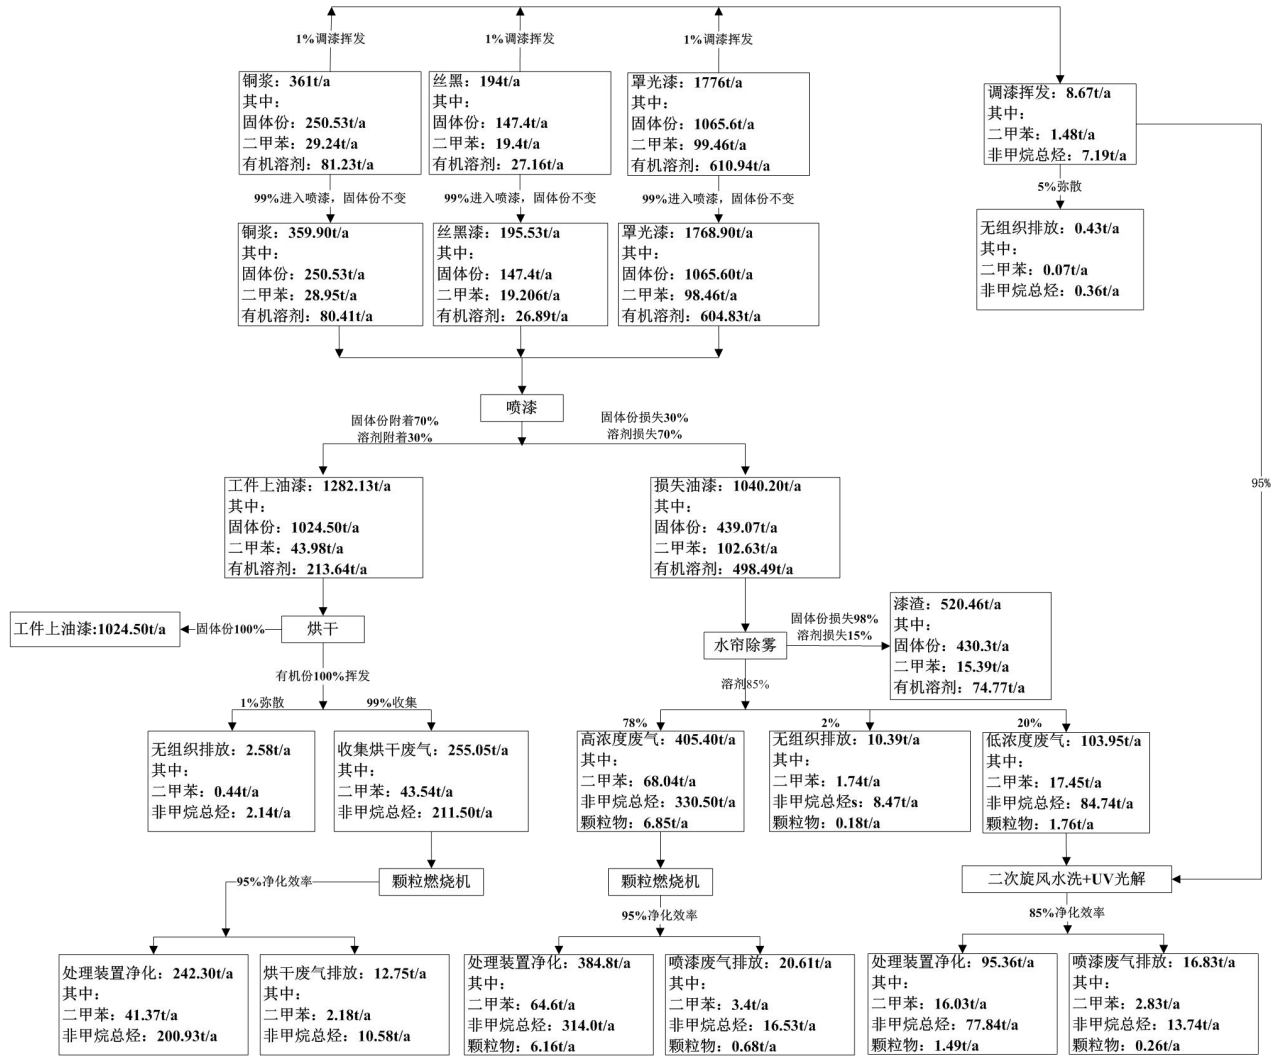 1%调漆挥发
1%调漆挥发
1%调漆挥发
铜浆：361t/a
其中：
固体份：250.53t/a
二甲苯：29.24t/a
有机溶剂：81.23t/a
丝黑：194t/a
其中：
固体份：147.4t/a
二甲苯：19.4t/a
有机溶剂：27.16t/a
罩光漆：1776t/a
其中：
固体份：1065.6t/a
二甲苯：99.46t/a
有机溶剂：610.94t/a
调漆挥发：8.67t/a
其中：
二甲苯：1.48t/a
非甲烷总烃：7.19t/a
99%进入喷漆，固体份不变
99%进入喷漆，固体份不变
99%进入喷漆，固体份不变
5%弥散
铜浆：359.90t/a
其中：
固体份：250.53t/a
二甲苯：28.95t/a
有机溶剂：80.41t/a
丝黑漆：195.53t/a
其中：
固体份：147.4t/a
二甲苯：19.206t/a
有机溶剂：26.89t/a
罩光漆：1768.90t/a
其中：
固体份：1065.60t/a
二甲苯：98.46t/a
有机溶剂：604.83t/a
无组织排放：0.43t/a
其中：
二甲苯：0.07t/a
非甲烷总烃：0.36t/a
喷漆
固体份附着70%
溶剂附着30%
固体份损失30%
溶剂损失70%
95%
工件上油漆：1282.13t/a
其中：
固体份：1024.50t/a
二甲苯：43.98t/a
有机溶剂：213.64t/a
损失油漆：1040.20t/a
其中：
固体份：439.07t/a
二甲苯：102.63t/a
有机溶剂：498.49t/a
工件上油漆:1024.50t/a
固体份100%
烘干
水帘除雾
固体份损失98%
溶剂损失15%
漆渣：520.46t/a
其中：
固体份：430.3t/a
二甲苯：15.39t/a
有机溶剂：74.77t/a
有机份100%挥发
溶剂85%
1%弥散
99%收集
78%
2%
20%
无组织排放：2.58t/a
其中：
二甲苯：0.44t/a
非甲烷总烃：2.14t/a
收集烘干废气：255.05t/a
其中：
二甲苯：43.54t/a
非甲烷总烃：211.50t/a
高浓度废气：405.40t/a
其中：
二甲苯：68.04t/a
非甲烷总烃：330.50t/a
颗粒物：6.85t/a
无组织排放：10.39t/a
其中：
二甲苯：1.74t/a
非甲烷总烃s：8.47t/a
颗粒物：0.18t/a
低浓度废气：103.95t/a
其中：
二甲苯：17.45t/a
非甲烷总烃：84.74t/a
颗粒物：1.76t/a
95%净化效率
颗粒燃烧机
颗粒燃烧机
二次旋风水洗+UV光解
95%净化效率
85%净化效率
处理装置净化：242.30t/a
其中：
二甲苯：41.37t/a
非甲烷总烃：200.93t/a
烘干废气排放：12.75t/a
其中：
二甲苯：2.18t/a
非甲烷总烃：10.58t/a
处理装置净化：384.8t/a
其中：
二甲苯：64.6t/a
非甲烷总烃：314.0t/a
颗粒物：6.16t/a
喷漆废气排放：20.61t/a
其中：
二甲苯：3.4t/a
非甲烷总烃：16.53t/a
颗粒物：0.68t/a
处理装置净化：95.36t/a
其中：
二甲苯：16.03t/a
非甲烷总烃：77.84t/a
颗粒物：1.49t/a
喷漆废气排放：16.83t/a
其中：
二甲苯：2.83t/a
非甲烷总烃：13.74t/a
颗粒物：0.26t/a